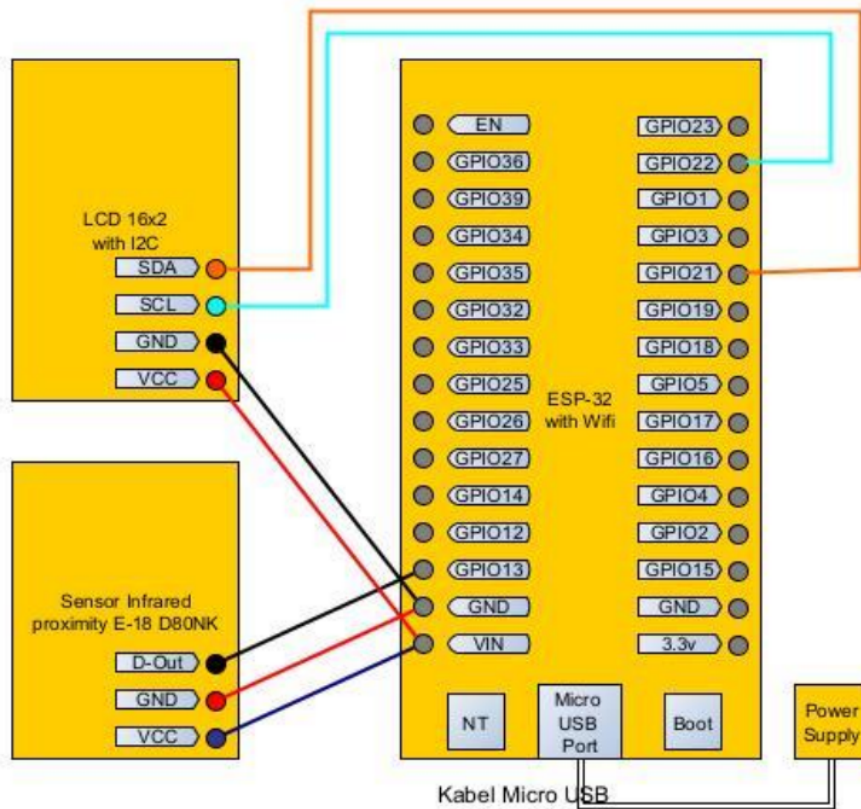 LCD 16x2
with I2C
SDA
SCL
GND
VCC
Sensor Infrared
proximity E-18 D80NK
D-Out
GND
VCC
EN
GPIO36
GPIO39
GPIO34
GPIO35
GPIO32
GPIO33
GPIO25
GPIO26
GPIO27
GPIO14
GPIO12
GPIO13
GND
VIN
ESP-32
with Wifi
GPIO23
GPIO22
GPIO1
GPIO3
GPIO21
GPIO19
GPIO18
GPIO5
GPIO17
GPIO16
GPIO4
GPIO2
GPIO15
GND
3.3v
NT
Micro
USB
Port
Boot
Power
Supply
Kabel Micro USB